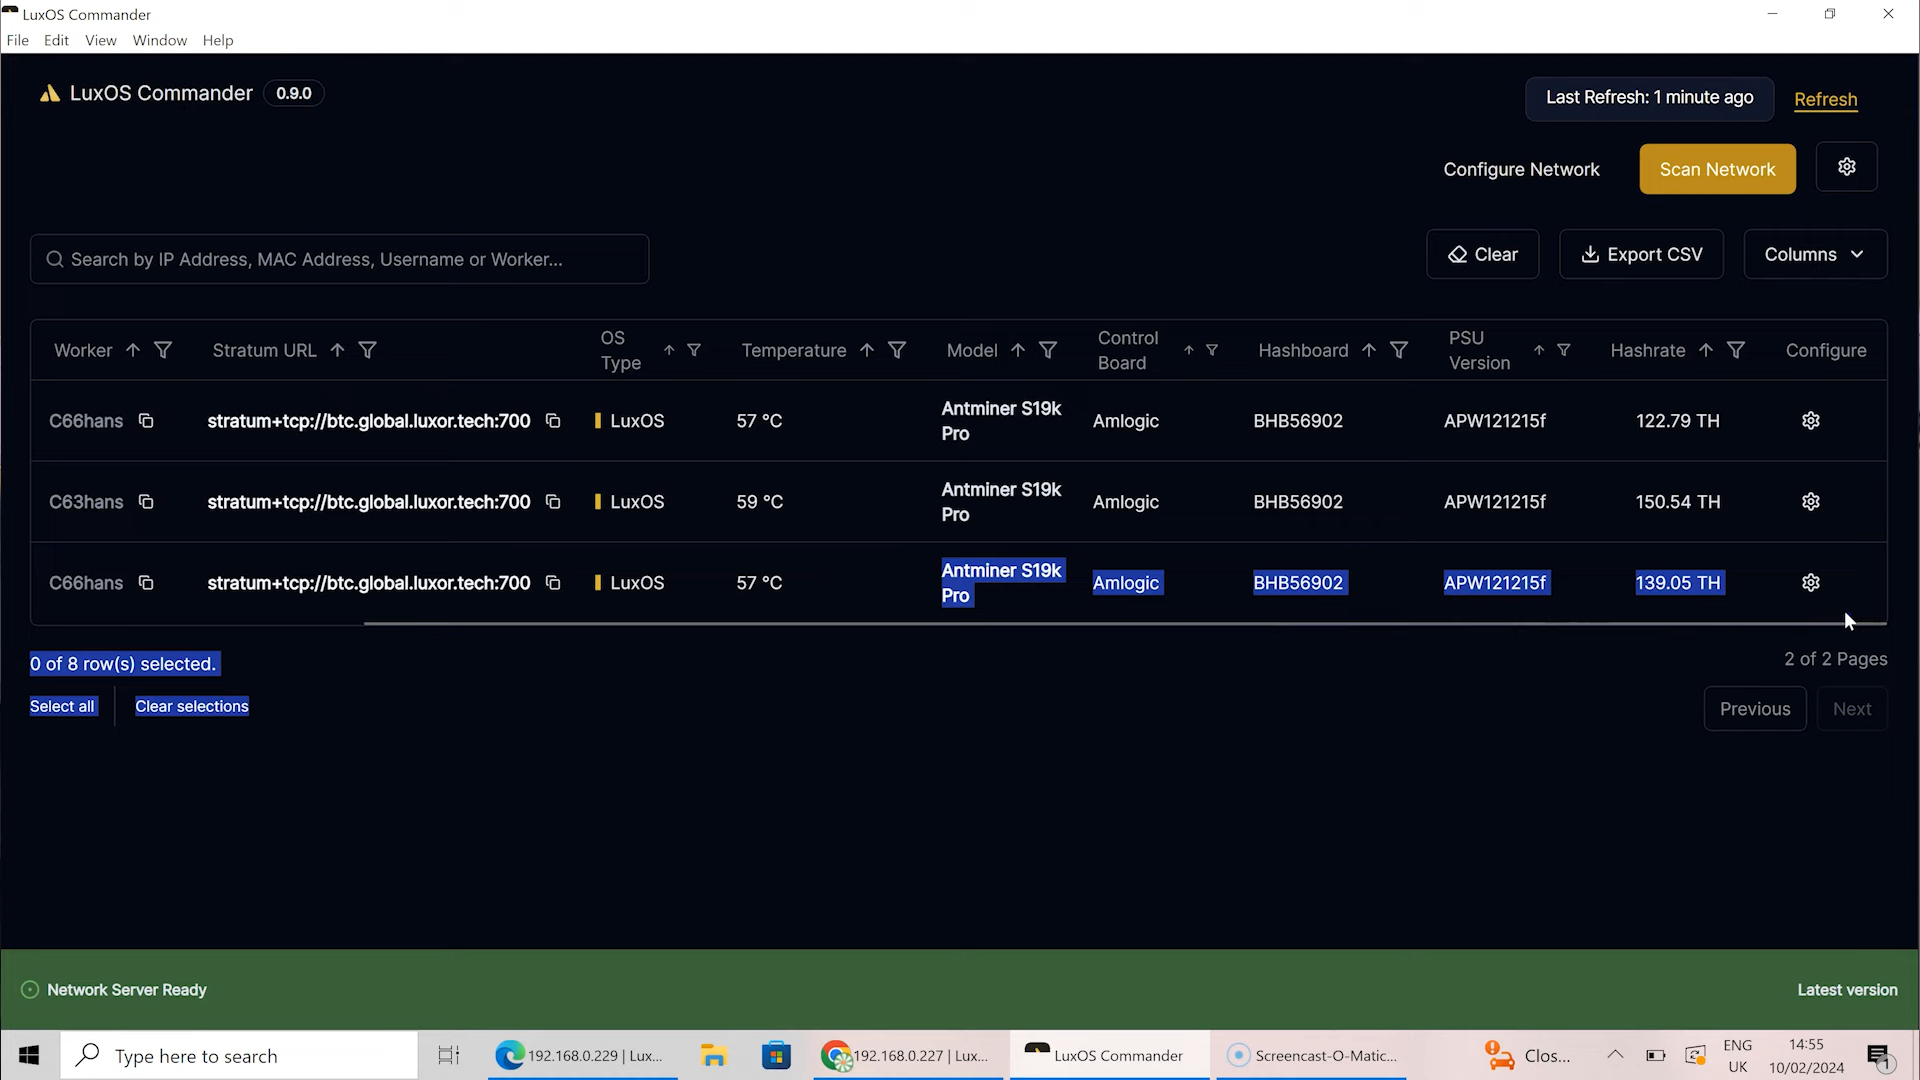 LuxOS Commander
File Edit View Window Help
LuxOS Commander 0.9.0
Last Refresh: 1 minute ago Refresh
Configure Network Scan Network
Search by IP Address, MAC Address, Username or Worker...
Clear Export CSV Columns
Worker Stratum URL OS Type Temperature Model Control Board Hashboard PSU Version Hashrate Configure
C66hans stratum+tcp://btc.global.luxor.tech:700 LuxOS 57 °C Antminer S19k Pro Amlogic BHB56902 APW121215f 122.79 TH
C63hans stratum+tcp://btc.global.luxor.tech:700 LuxOS 59 °C Antminer S19k Pro Amlogic BHB56902 APW121215f 150.54 TH
C66hans stratum+tcp://btc.global.luxor.tech:700 LuxOS 57 °C Antminer S19k Pro Amlogic BHB56902 APW121215f 139.05 TH
0 of 8 row(s) selected.
2 of 2 Pages
Select all Clear selections
Previous Next
Network Server Ready
Latest version
Type here to search
192.168.0.229 | Lux...
192.168.0.227 | Lux...
LuxOS Commander
Screencast-O-Matic...
Clos...
ENG
UK
14:55
10/02/2024
1